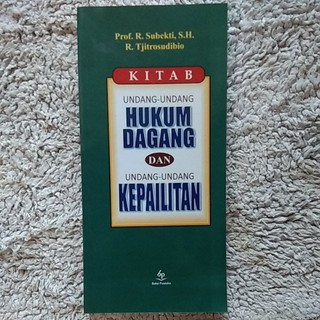 Prof. R. Subekti, S.H.
R. Tjitrosudibio
KITAB
UNDANG-UNDANG
HUKUM
DAGANG
DAN
UNDANG-UNDANG
KEPAILITAN